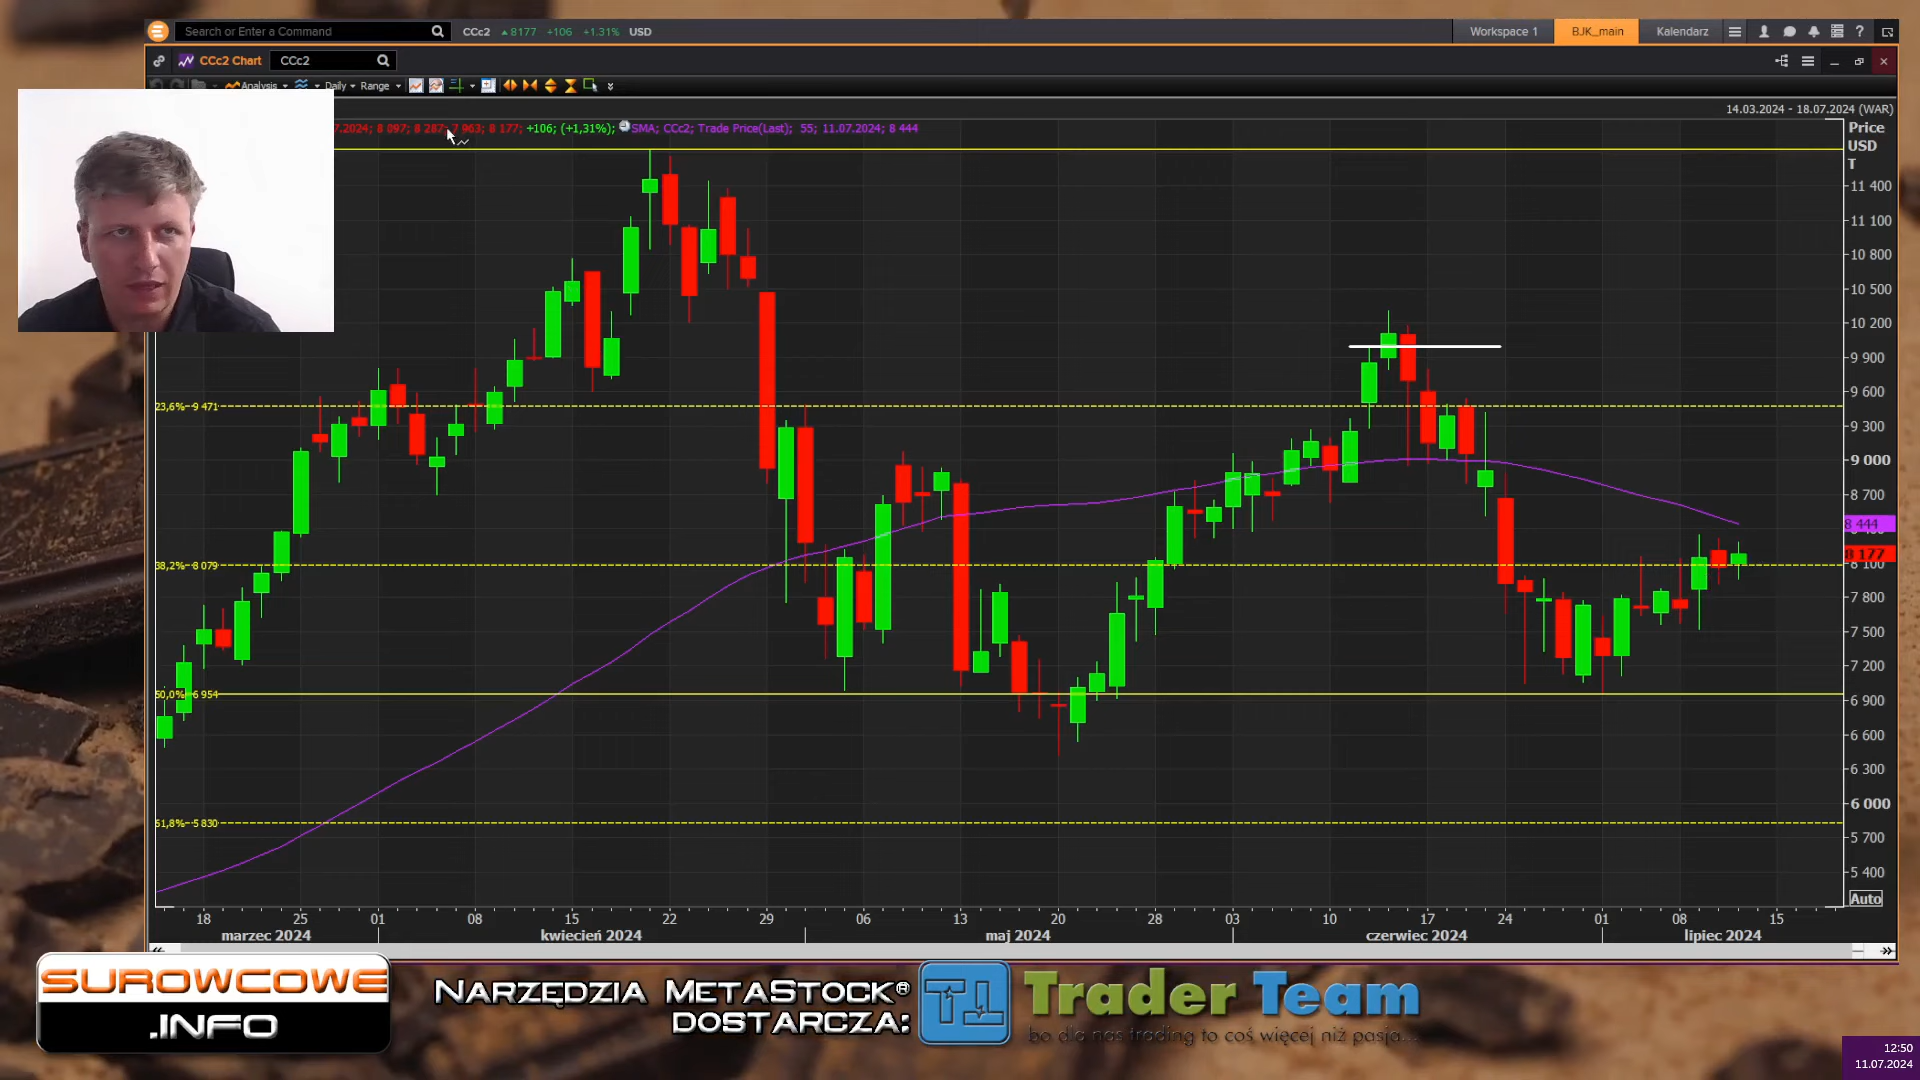 Search or Enter a Command
CCc2 ▲8177 +106 +1.31% USD
Workspace 1
BJK_main
Kalendarz
CCc2 Chart
CCc2
Analysis
Daily
Range
14.03.2024 - 18.07.2024 (WAR)
7.2024; 8 097; 8 287; 7 963; 8 177; +106; (+1,31%); SMA; CCc2; Trade Price(Last); 55; 11.07.2024; 8 444
Price
USD
T
11 400
11 100
10 800
10 500
10 200
9 900
9 600
9 300
9 000
8 700
8 444
8 177
8 100
7 800
7 500
7 200
6 900
6 600
6 300
6 000
5 700
5 400
Auto
23,6% 9 471
38,2% 8 079
50,0% 6 954
61,8% 5 830
18 25 01 08 15 22 29 06 13 20 28 03 10 17 24 01 08 15
marzec 2024 kwiecień 2024 maj 2024 czerwiec 2024 lipiec 2024
SUROWCOWE
.INFO
Narzędzia MetaStock®
dostarcza:
Trader Team
bo dla nas trading to coś więcej niż pasja...
12:50
11.07.2024